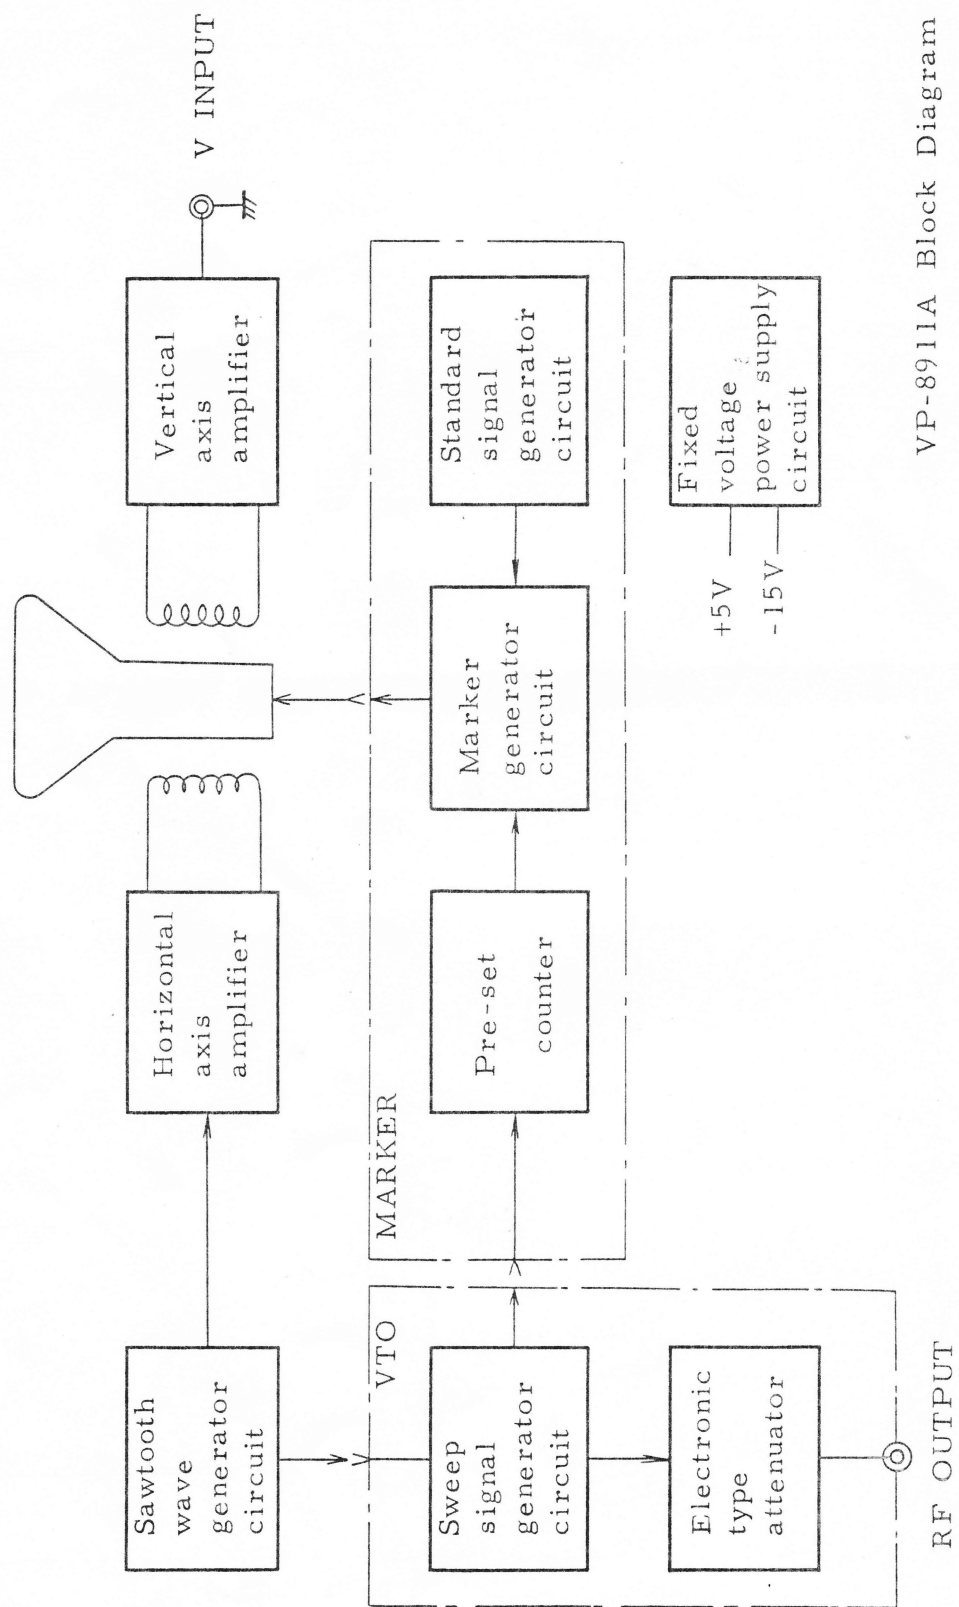 Sawtooth
wave
generator
circuit
Horizontal
axis
amplifier
Vertical
axis
amplifier
V INPUT
VTO
Sweep
signal
generator
circuit
MARKER
Pre-set
counter
Marker
generator
circuit
Standard
signal
generator
circuit
Electronic
type
attenuator
+5V
-15V
Fixed
voltage
power supply
circuit
RF OUTPUT
VP-8911A Block Diagram